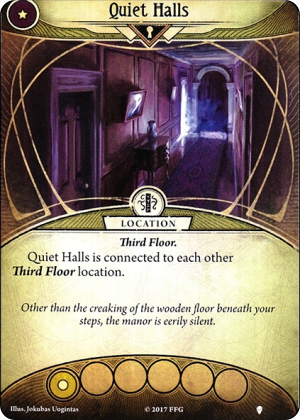 Quiet Halls
LOCATION
Third Floor.
Quiet Halls is connected to each other
Third Floor location.
Other than the creaking of the wooden floor beneath your
steps, the manor is eerily silent.
Illus. Jokubas Uogintas
© 2017 FFG